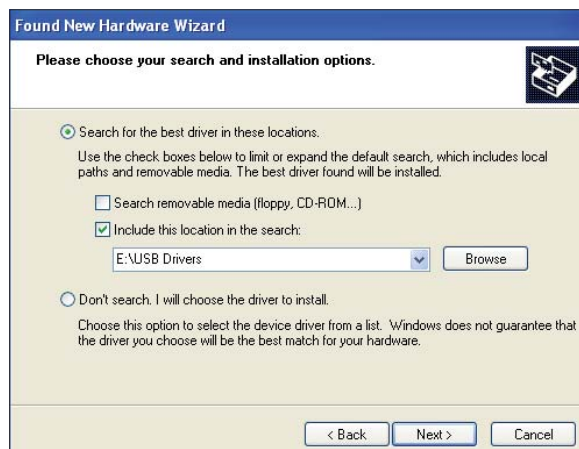 Found New Hardware Wizard
Please choose your search and installation options.
Search for the best driver in these locations.
Use the check boxes below to limit or expand the default search, which includes local
paths and removable media. The best driver found will be installed.
Search removable media (floppy, CD-ROM...)
Include this location in the search:
E:\USB Drivers
Browse
Don't search. I will choose the driver to install.
Choose this option to select the device driver from a list. Windows does not guarantee that
the driver you choose will be the best match for your hardware.
< Back Next > Cancel